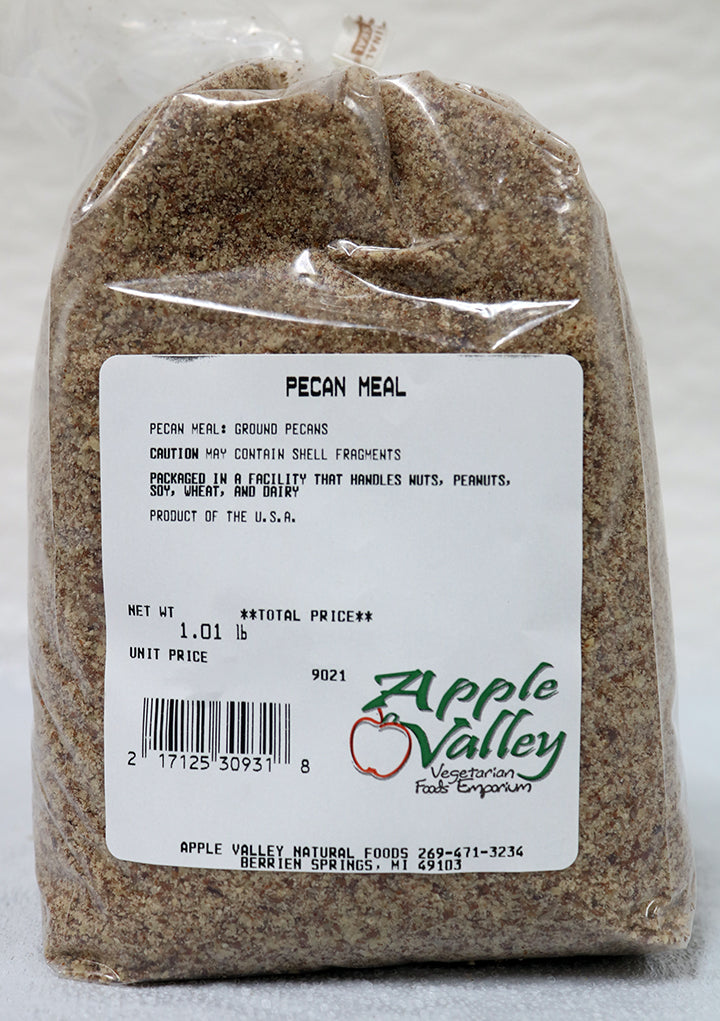 PECAN MEAL
PECAN MEAL: GROUND PECANS
CAUTION MAY CONTAIN SHELL FRAGMENTS
PACKAGED IN A FACILITY THAT HANDLES NUTS, PEANUTS,
SOY, WHEAT, AND DAIRY
PRODUCT OF THE U.S.A.
NET WT **TOTAL PRICE**
1.01 lb
UNIT PRICE
9021
Apple
Valley
Vegetarian
Foods Emporium
2 17125 30931 8
APPLE VALLEY NATURAL FOODS 269-471-3234
BERRIEN SPRINGS, MI 49103